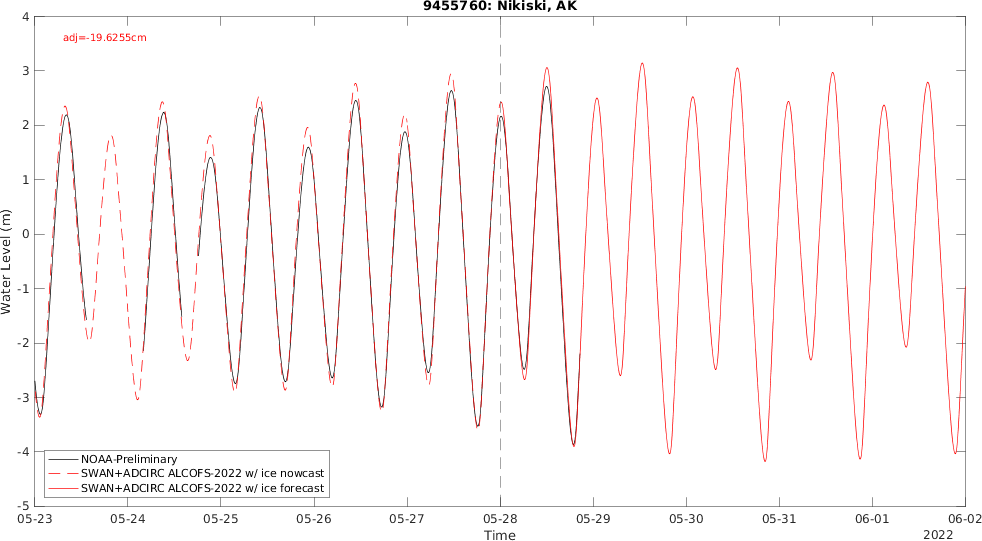 9455760: Nikiski, AK
adj=-19.6255cm
4
3
2
1
0
-1
-2
-3
-4
-5
Water Level (m)
NOAA-Preliminary
SWAN+ADCIRC ALCOFS-2022 w/ ice nowcast
SWAN+ADCIRC ALCOFS-2022 w/ ice forecast
05-23 05-24 05-25 05-26 05-27 05-28 05-29 05-30 05-31 06-01 06-02
Time
2022